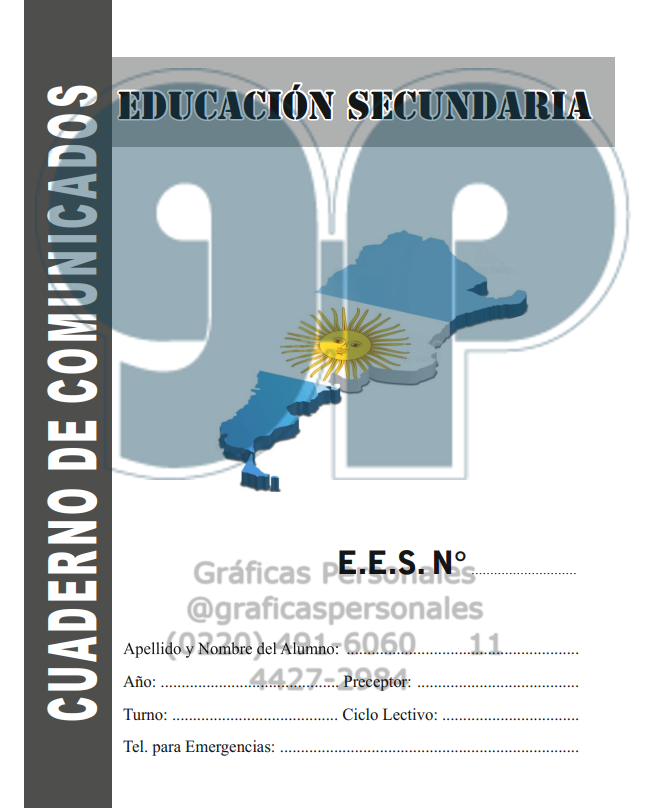 CUADERNO DE COMUNICADOS
EDUCACIÓN SECUNDARIA
gp
E.E.S. N° ............................
Gráficas Personales
@graficaspersonales
(0220) 491-6060 11
4427-2984
Apellido y Nombre del Alumno: ........................................................
Año: ........................................... Preceptor: .......................................
Turno: ........................................ Ciclo Lectivo: .................................
Tel. para Emergencias: ........................................................................